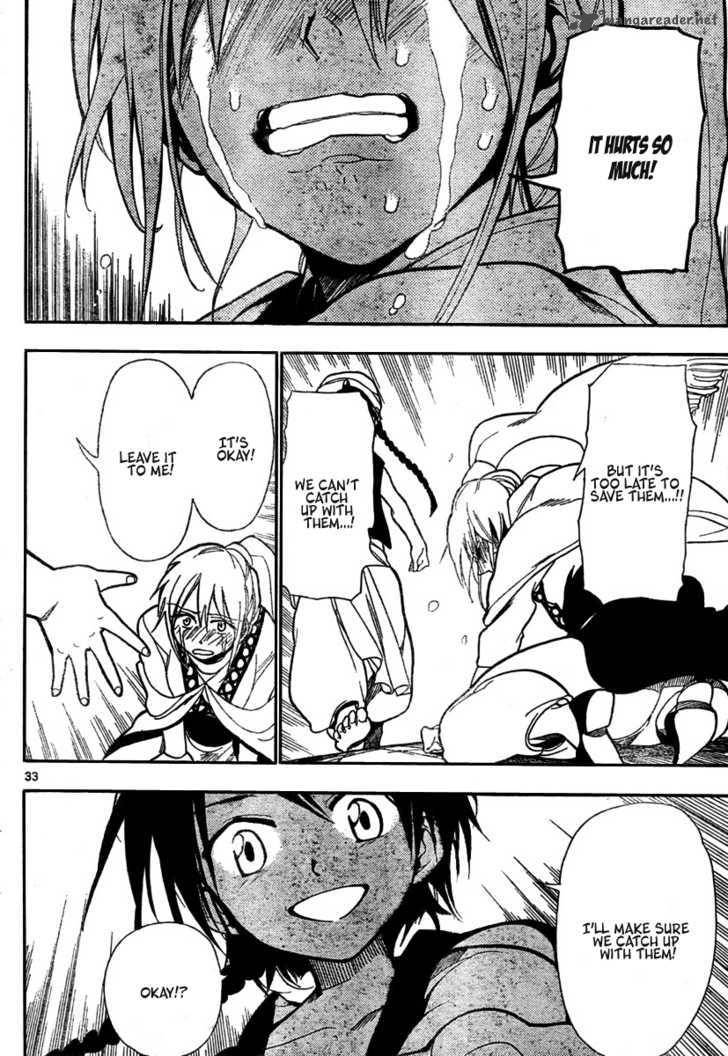 mangareader.net
IT HURTS SO
MUCH!
BUT IT'S
TOO LATE TO
SAVE THEM...!!
WE CAN'T
CATCH
UP WITH
THEM...!
IT'S
OKAY!
LEAVE IT
TO ME!
33
I'LL MAKE SURE
WE CATCH UP
WITH THEM!
OKAY!?